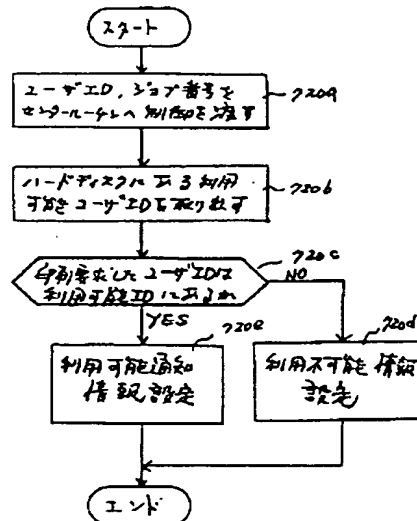 スタート
ユーザID,ジョブ番号を
センタールーチンへ制御を渡す
720a
ハードディスクにある利用
可能ユーザIDを取り出す
720b
印刷要求したユーザIDは
利用可能IDにあるか
720c
NO
YES
720e
利用可能通知
情報設定
720d
利用不可能情報
設定
エンド